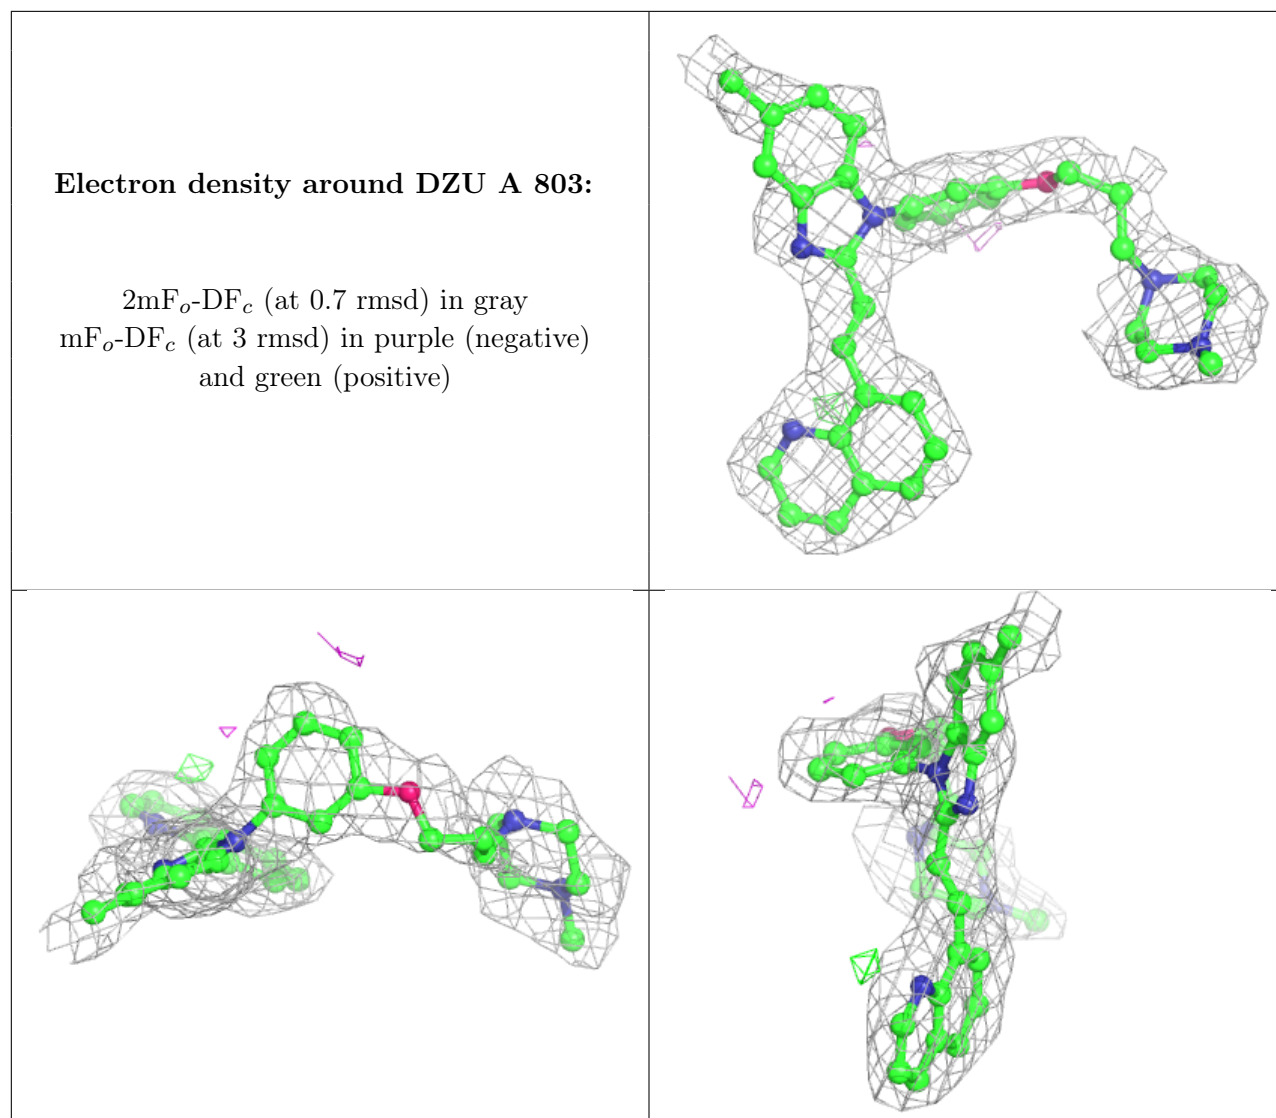 Electron density around DZU A 803:
2mFo-DFc (at 0.7 rmsd) in gray
mFo-DFc (at 3 rmsd) in purple (negative)
and green (positive)